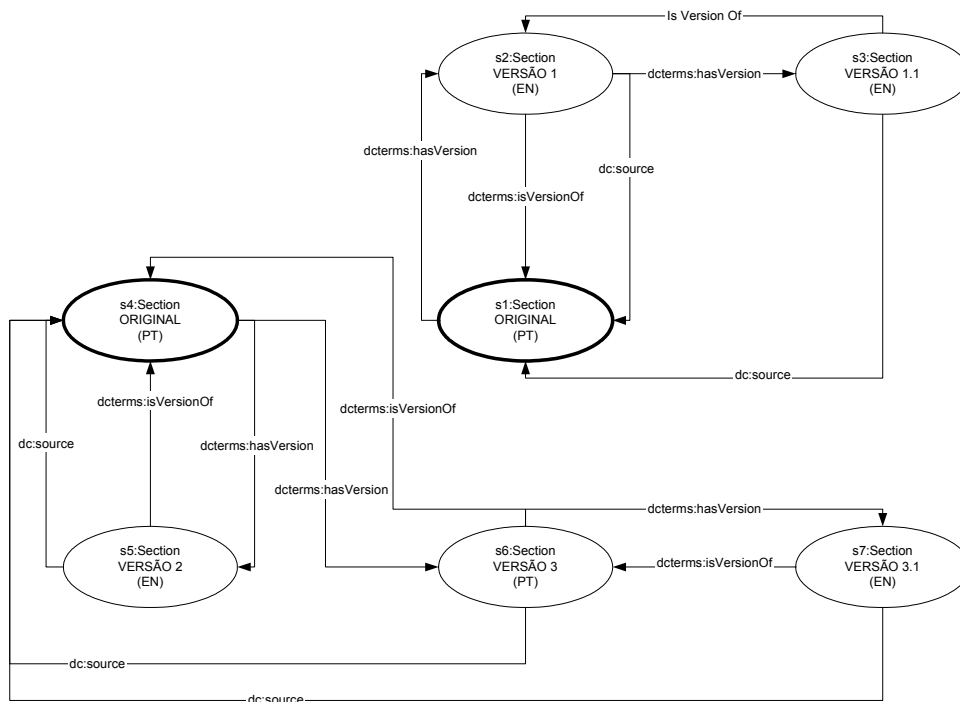 Is Version Of
s2:Section
VERSÃO 1
(EN)
dcterms:hasVersion
s3:Section
VERSÃO 1.1
(EN)
dcterms:hasVersion
dc:source
dcterms:isVersionOf
s4:Section
ORIGINAL
(PT)
s1:Section
ORIGINAL
(PT)
dc:source
dcterms:isVersionOf
dcterms:isVersionOf
dc:source
dcterms:hasVersion
dcterms:hasVersion
dcterms:hasVersion
s5:Section
VERSÃO 2
(EN)
s6:Section
VERSÃO 3
(PT)
dcterms:isVersionOf
s7:Section
VERSÃO 3.1
(EN)
dc:source
dc:source